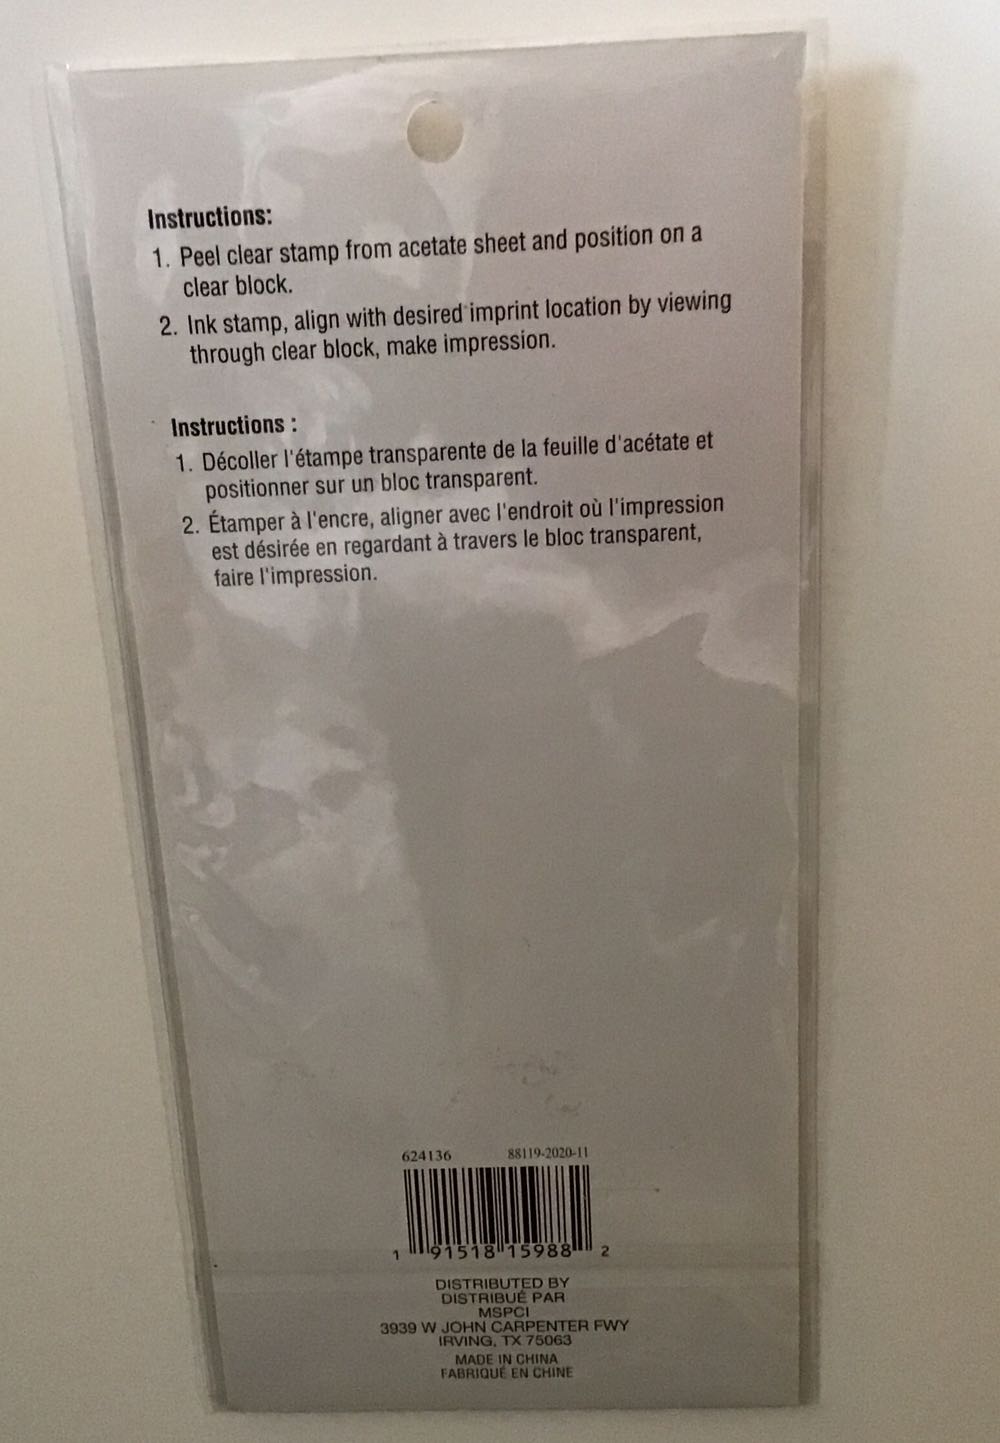 Instructions:
1. Peel clear stamp from acetate sheet and position on a
clear block.
2. Ink stamp, align with desired imprint location by viewing
through clear block, make impression.
Instructions :
1. Décoller l'étampe transparente de la feuille d'acétate et
positionner sur un bloc transparent.
2. Étamper à l'encre, aligner avec l'endroit où l'impression
est désirée en regardant à travers le bloc transparent,
faire l'impression.
624136 88119-2020-11
1 91518 15988 2
DISTRIBUTED BY
DISTRIBUÉ PAR
MSPCI
3939 W JOHN CARPENTER FWY
IRVING, TX 75063
MADE IN CHINA
FABRIQUÉ EN CHINE